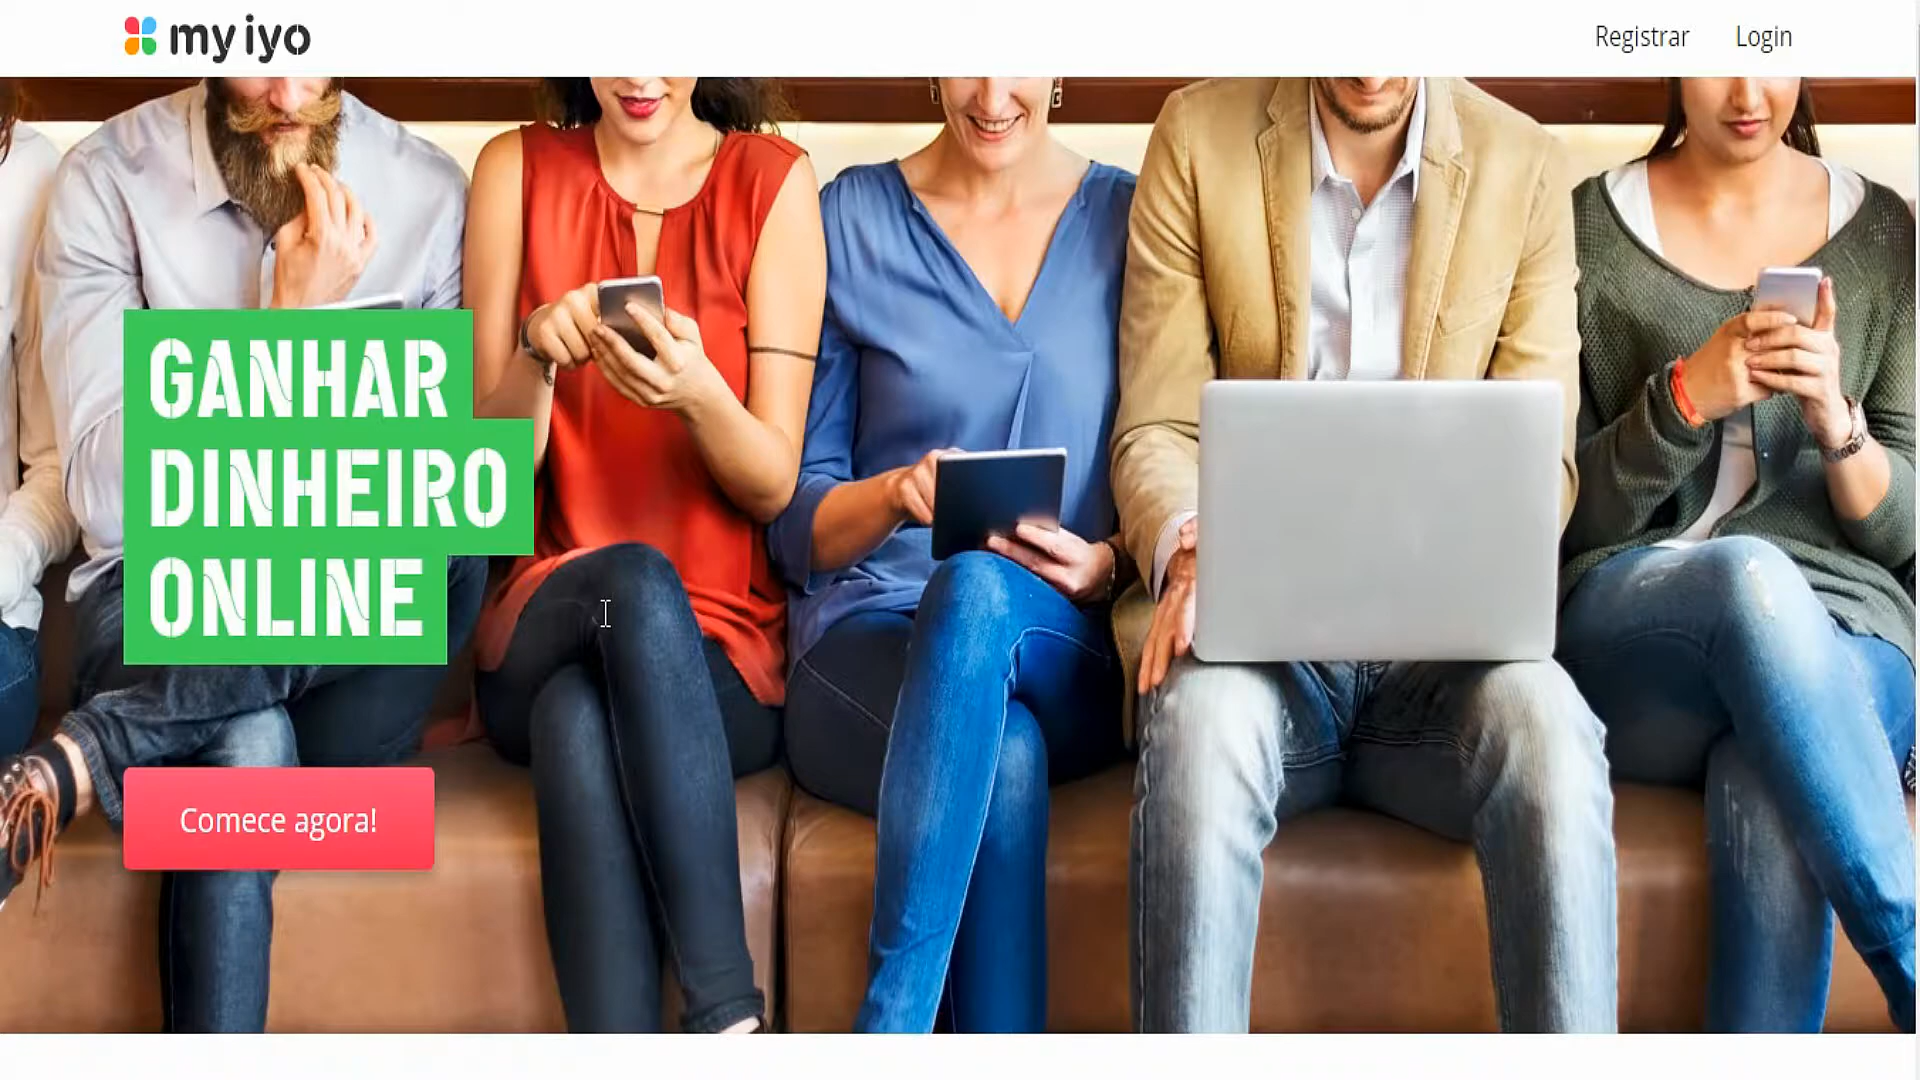 my iyo
Registrar
Login
GANHAR
DINHEIRO
ONLINE
Comece agora!